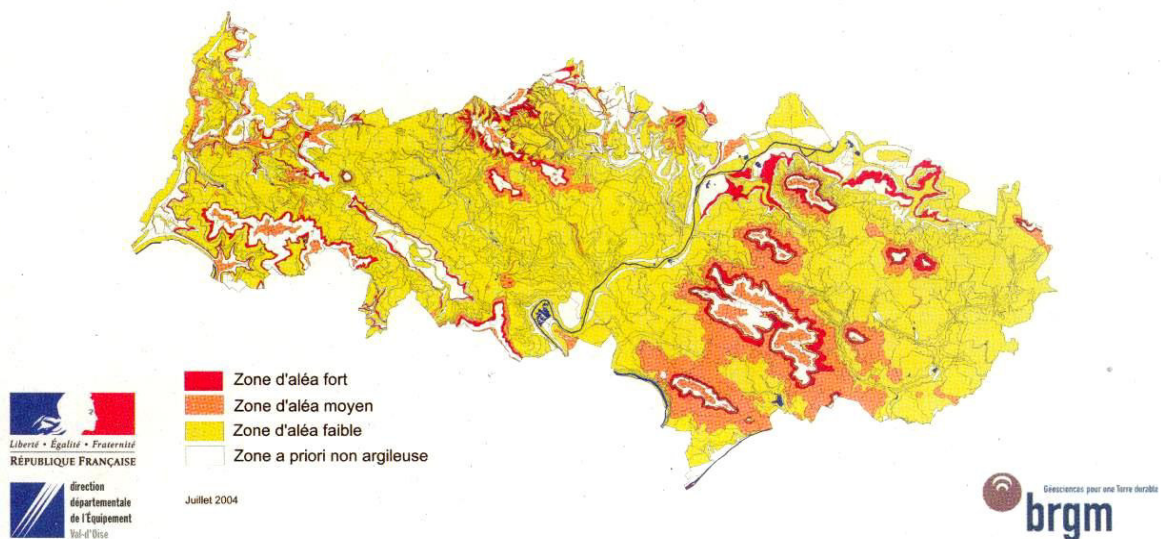 Zone d'aléa fort
Zone d'aléa moyen
Zone d'aléa faible
Zone a priori non argileuse
Liberté • Égalité • Fraternité
RÉPUBLIQUE FRANÇAISE
direction
départementale
de l'Équipement
Val-d'Oise
Juillet 2004
Géosciences pour une Terre durable
brgm